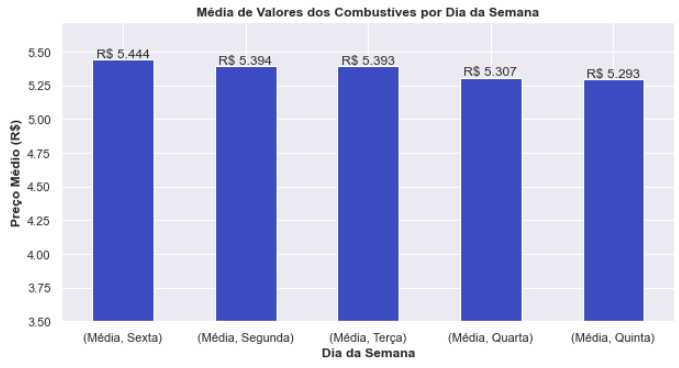 Média de Valores dos Combustíves por Dia da Semana
R$ 5.444
R$ 5.394
R$ 5.393
R$ 5.307
R$ 5.293
5.50
5.25
5.00
4.75
4.50
4.25
4.00
3.75
3.50
Preço Médio (R$)
(Média, Sexta)
(Média, Segunda)
(Média, Terça)
(Média, Quarta)
(Média, Quinta)
Dia da Semana